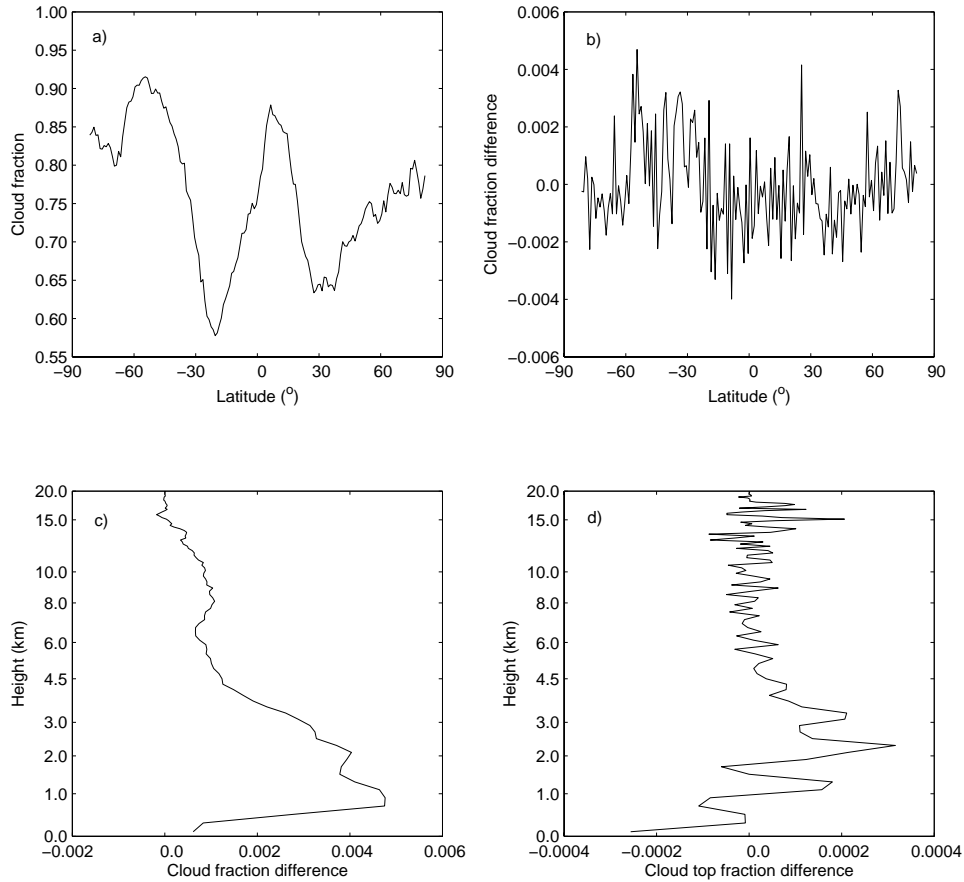 a)
1.00
0.95
0.90
0.85
0.80
0.75
0.70
0.65
0.60
0.55
Cloud fraction
−90 −60 −30 0 30 60 90
Latitude (o)
b)
0.006
0.004
0.002
0.0
−0.002
−0.004
−0.006
Cloud fraction difference
−90 −60 −30 0 30 60 90
Latitude (o)
c)
20.0
15.0
10.0
8.0
6.0
4.5
3.0
2.0
1.0
0.0
Height (km)
−0.002 0.0 0.002 0.004 0.006
Cloud fraction difference
d)
20.0
15.0
10.0
8.0
6.0
4.5
3.0
2.0
1.0
0.0
Height (km)
−0.0004 −0.0002 0.0 0.0002 0.0004
Cloud top fraction difference